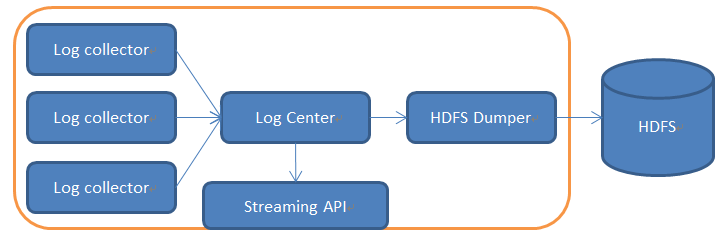 Log collector
Log collector
Log collector
Log Center
HDFS Dumper
HDFS
Streaming API